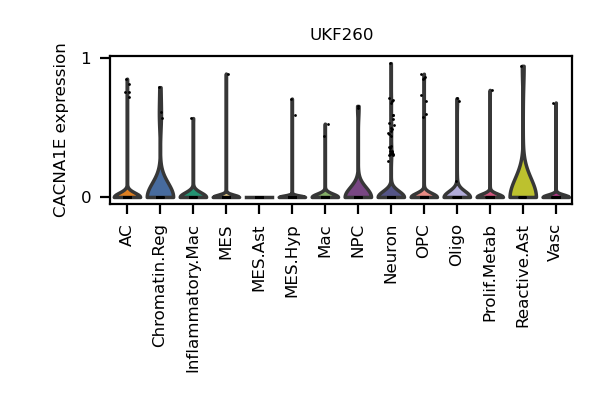 UKF260
CACNA1E expression
1
0
AC
Chromatin.Reg
Inflammatory.Mac
MES
MES.Ast
MES.Hyp
Mac
NPC
Neuron
OPC
Oligo
Prolif.Metab
Reactive.Ast
Vasc